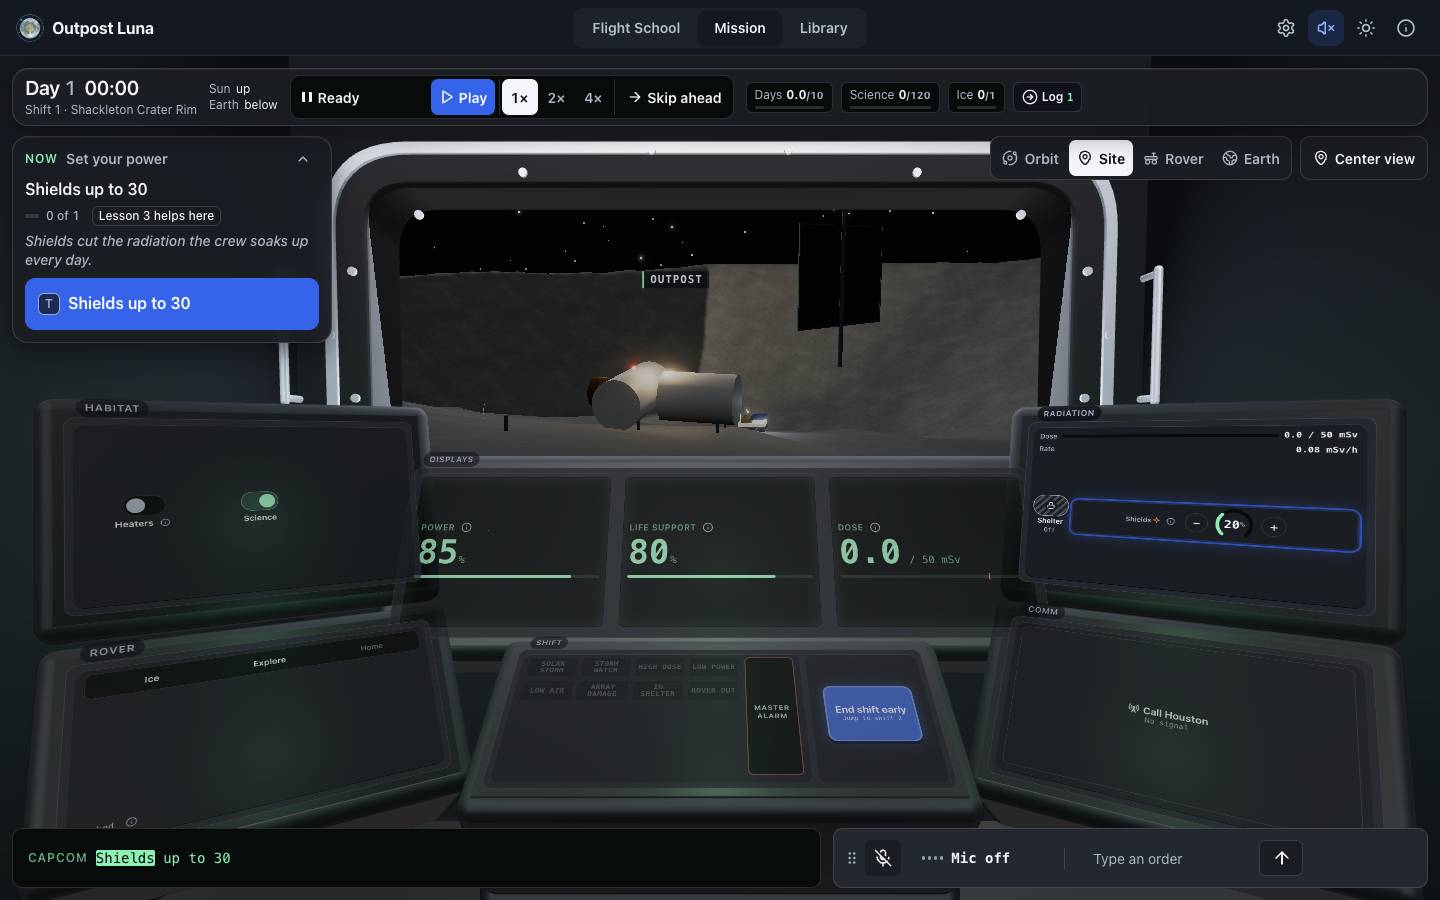 Outpost Luna
Flight School
Mission
Library
Day 1 00:00
Shift 1 · Shackleton Crater Rim
Sun up
Earth below
Ready
Play
1×
2×
4×
Skip ahead
Days 0.0/10
Science 0/120
Ice 0/1
Log 1
NOW Set your power
Shields up to 30
0 of 1
Lesson 3 helps here
Shields cut the radiation the crew soaks up
every day.
T Shields up to 30
Orbit
Site
Rover
Earth
Center view
OUTPOST
HABITAT
Heaters
Science
DISPLAYS
POWER
85%
LIFE SUPPORT
80%
DOSE
0.0 / 50 mSv
RADIATION
Dose
0.0 / 50 mSv
Rate
0.08 mSv/h
Shelter
Off
Shields
−
20%
+
ROVER
Ice
Explore
Home
SHIFT
SOLAR
STORM
STORM
WATCH
HIGH DOSE
LOW POWER
LOW AIR
ARRAY
DAMAGE
IN
SHELTER
ROVER OUT
MASTER
ALARM
End shift early
Jump to shift 2
COMM
Call Houston
No signal
CAPCOM Shields up to 30
Mic off
Type an order